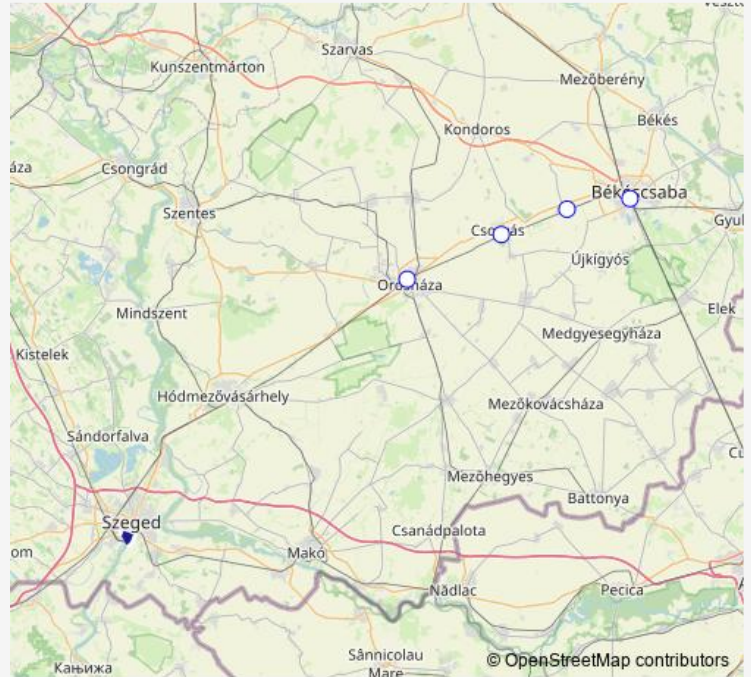 Szarvas
Kunszentmárton
Mezőberény
Békés
Kondoros
Csongrád
Békéscsaba
Szentes
Gyul
Újkígyós
Orosháza
Elek
Mindszent
Medgyesegyháza
Kistelek
Hódmezővásárhely
Mezőkovácsháza
Sándorfalva
Mezőhegyes
Battonya
Szeged
Csanádpalota
Makó
Nădlac
Pecica
Sânnicolau
Mare
Кањижа
© OpenStreetMap contributors